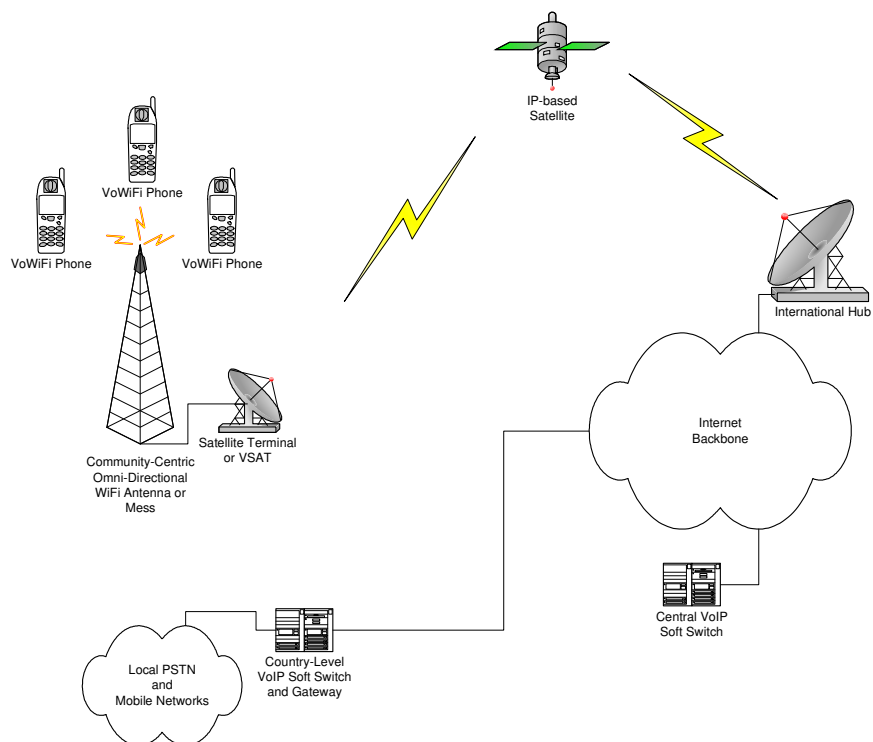 IP-based
Satellite
VoWiFi Phone
VoWiFi Phone
VoWiFi Phone
International Hub
Internet
Backbone
Satellite Terminal
or VSAT
Community-Centric
Omni-Directional
WiFi Antenna or
Mess
Central VoIP
Soft Switch
Country-Level
VoIP Soft Switch
and Gateway
Local PSTN
and
Mobile Networks